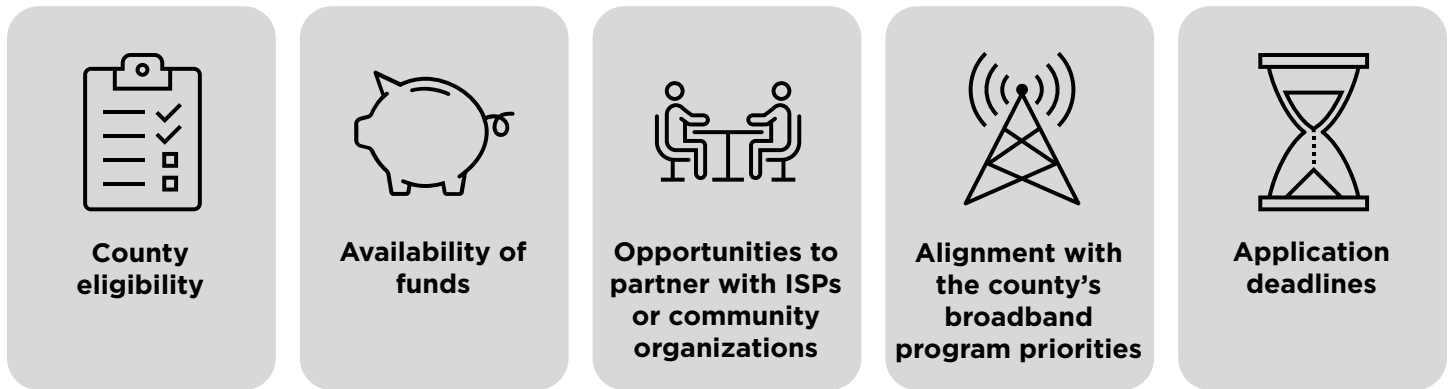 County
eligibility
Availability of
funds
Opportunities to
partner with ISPs
or community
organizations
Alignment with
the county’s
broadband
program priorities
Application
deadlines